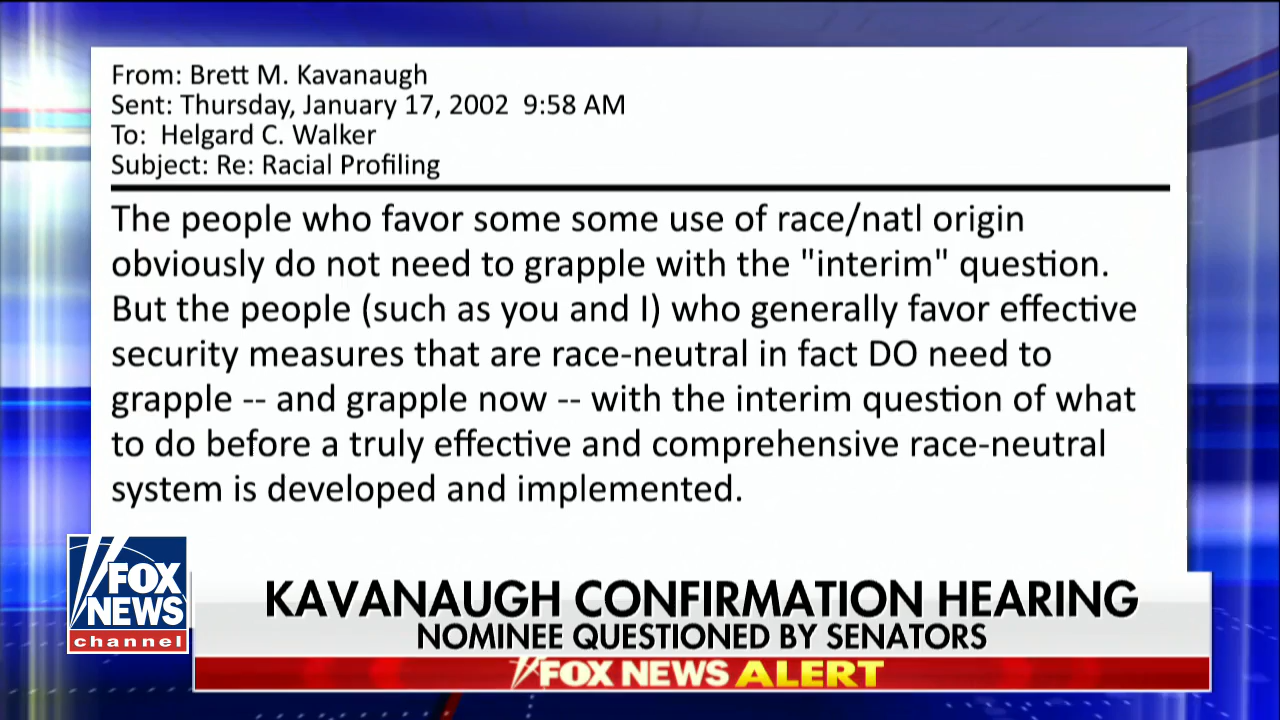 From: Brett M. Kavanaugh
Sent: Thursday, January 17, 2002 9:58 AM
To: Helgard C. Walker
Subject: Re: Racial Profiling
The people who favor some some use of race/natl origin
obviously do not need to grapple with the "interim" question.
But the people (such as you and I) who generally favor effective
security measures that are race-neutral in fact DO need to
grapple -- and grapple now -- with the interim question of what
to do before a truly effective and comprehensive race-neutral
system is developed and implemented.
FOX
NEWS
channel
KAVANAUGH CONFIRMATION HEARING
NOMINEE QUESTIONED BY SENATORS
FOX NEWS ALERT